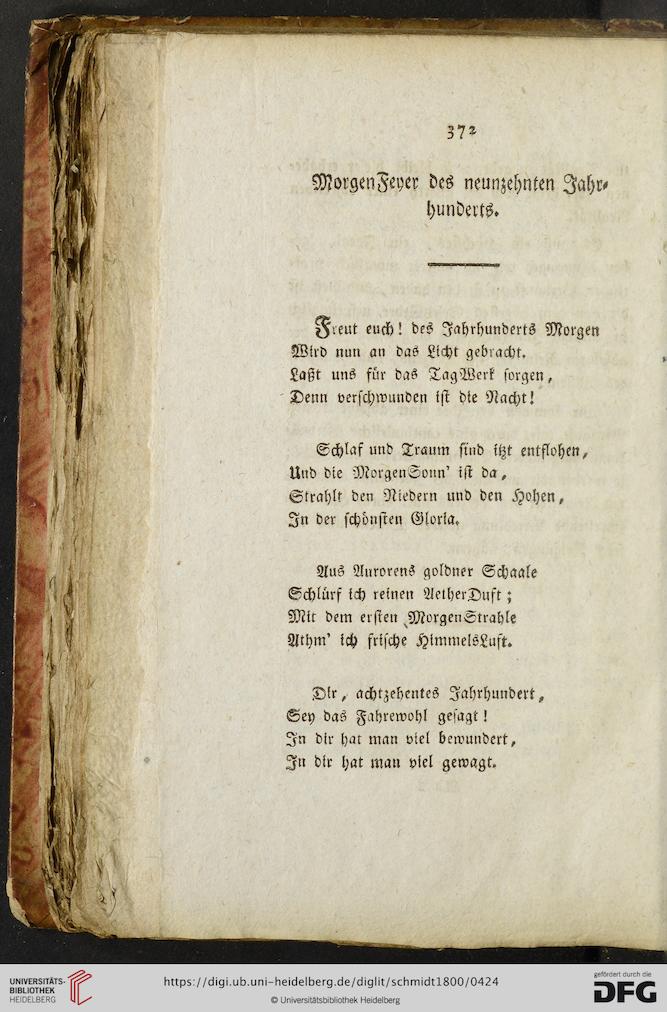 372
MorgenFeyer des neunzehnten Jahr-
hunderts.
Freut euch! des Jahrhunderts Morgen
Wird nun an das Licht gebracht.
Laßt uns für das TagWerk sorgen,
Denn verschwunden ist die Nacht!
Schlaf und Traum sind itzt entflohen,
Und die MorgenSonn' ist da,
Strahlt den Niedern und den Hohen,
In der schönsten Gloria.
Aus Aurorens goldner Schaale
Schlürf ich reinen AetherDuft;
Mit dem ersten MorgenStrahle
Athm' ich frische HimmelsLuft.
Dir, achtzehentes Jahrhundert,
Sey das Fahrewohl gesagt!
In dir hat man viel bewundert,
In dir hat man viel gewagt.
UNIVERSITÄTS-
BIBLIOTHEK
HEIDELBERG
https://digi.ub.uni-heidelberg.de/diglit/schmidt1800/0424
© Universitätsbibliothek Heidelberg
gefördert durch die
DFG